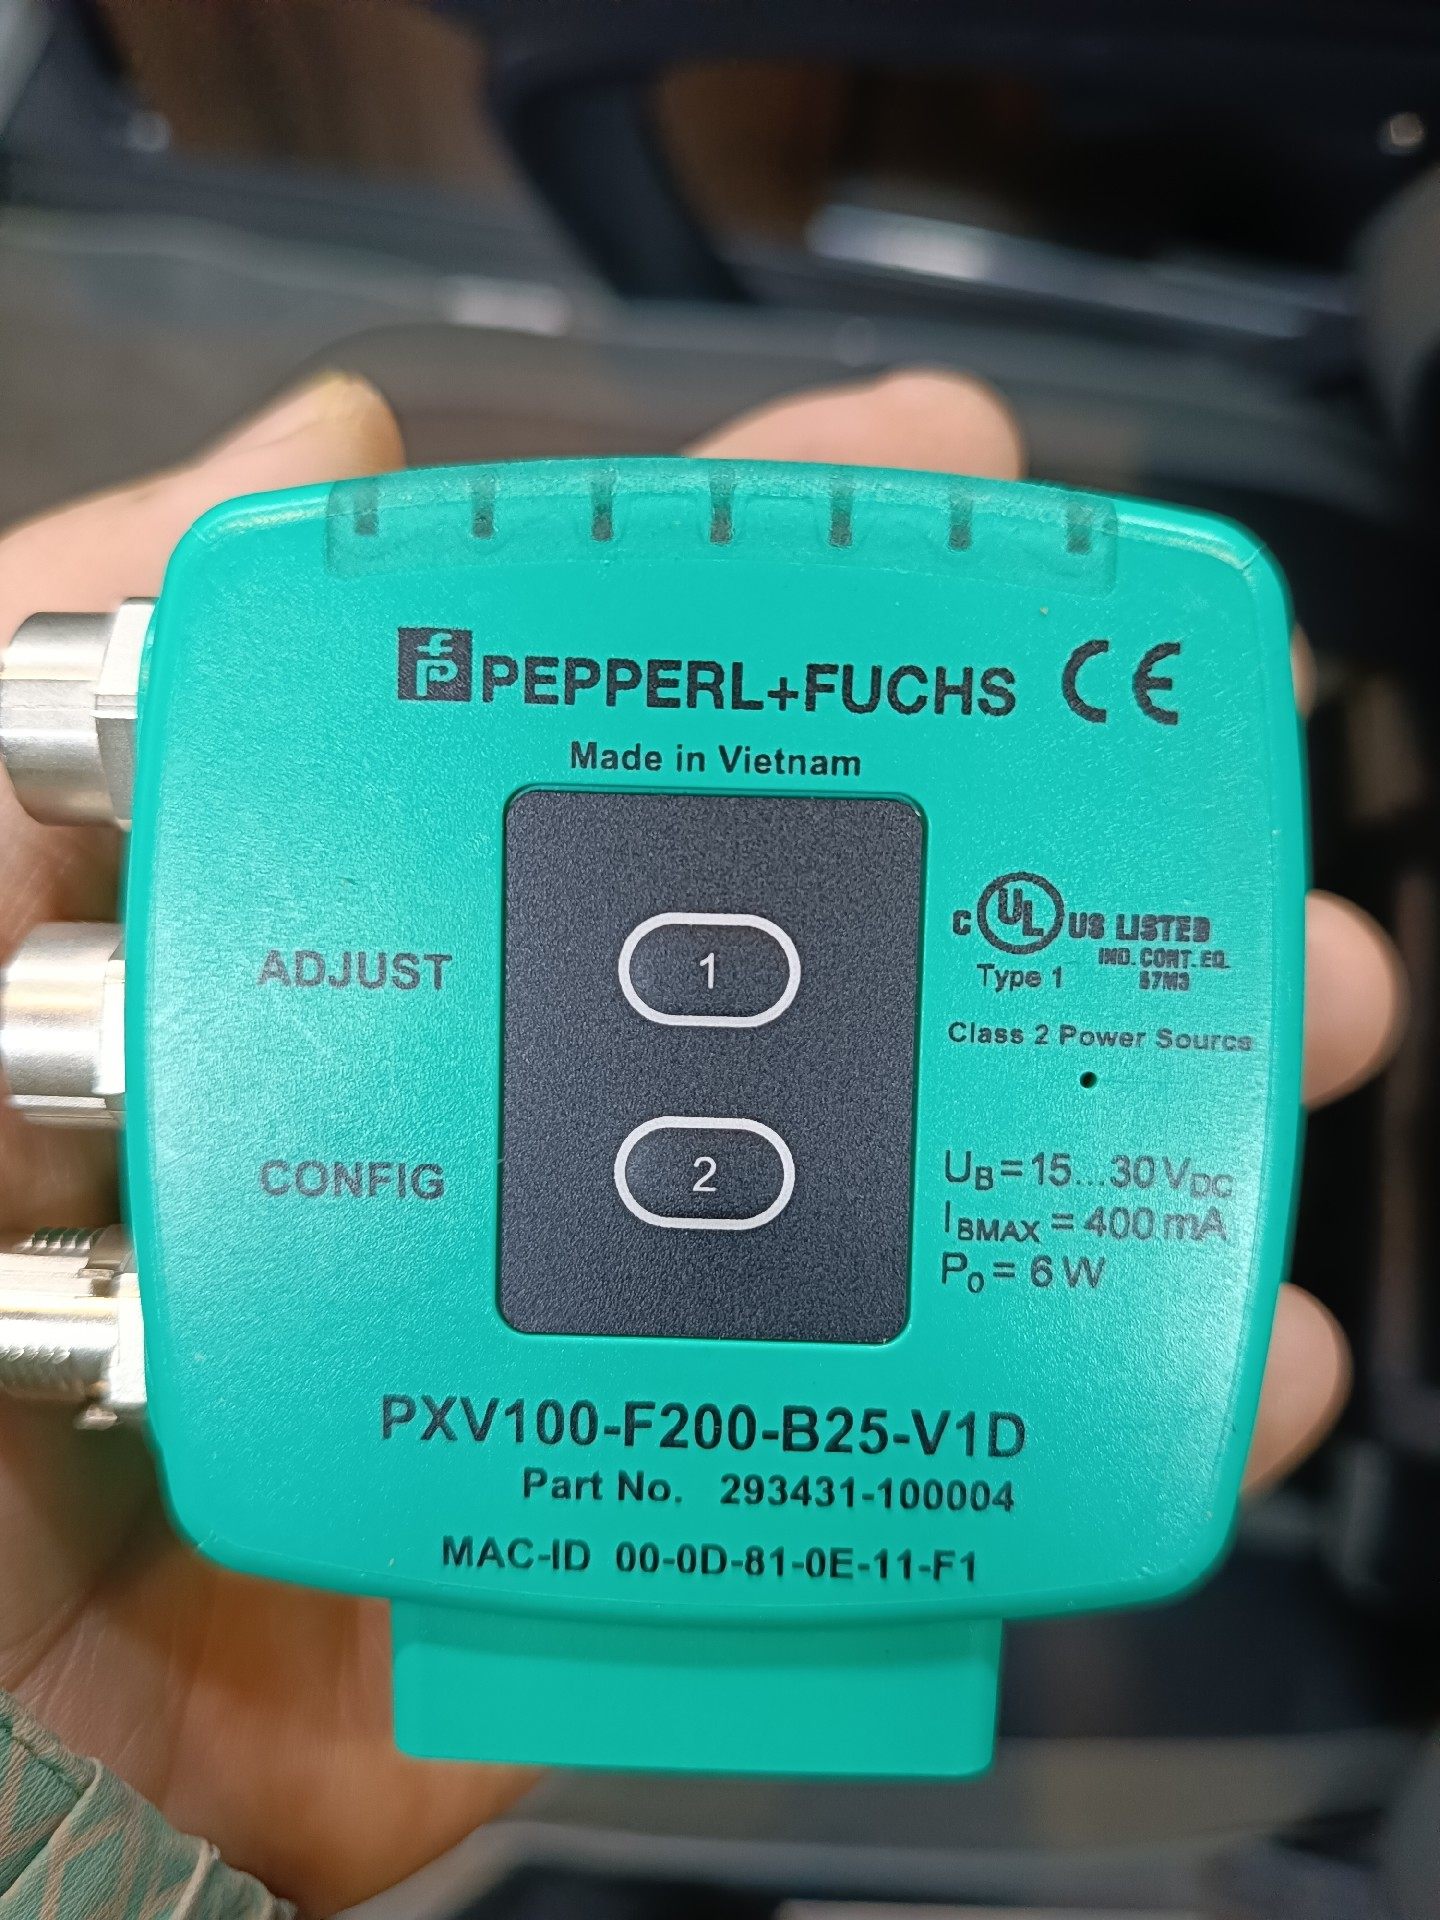 PEPPERL+FUCHS CE
Made in Vietnam
ADJUST
1
CONFIG
2
C UL US LISTED
IND. CONT. EQ.
Type 1 57M3
Class 2 Power Source
UB=15...30VDC
IBMAX=400mA
P0=6W
PXV100-F200-B25-V1D
Part No. 293431-100004
MAC-ID 00-0D-81-0E-11-F1